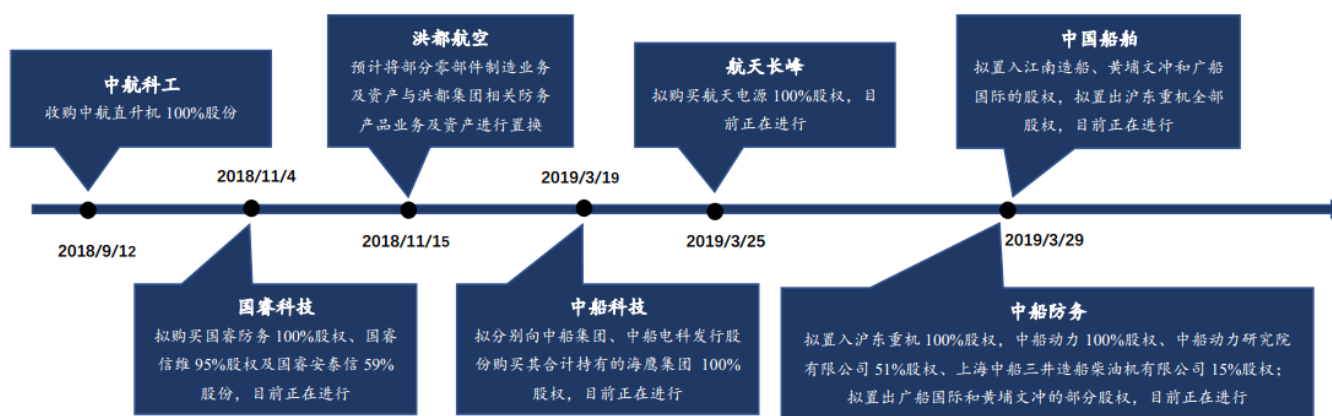 中航科工
收购中航直升机 100%股份
2018/9/12
2018/11/4
国睿科技
拟购买国睿防务 100%股权、国睿
信维 95%股权及国睿安泰信 59%
股份，目前正在进行
洪都航空
预计将部分零部件制造业务
及资产与洪都集团相关防务
产品业务及资产进行置换
2018/11/15
2019/3/19
中船科技
拟分别向中船集团、中船电科发行股
份购买其合计持有的海鹰集团 100%
股权，目前正在进行
航天长峰
拟购买航天电源 100%股权，目
前正在进行
2019/3/25
中国船舶
拟置入江南造船、黄埔文冲和广船
国际的股权，拟置出沪东重机全部
股权，目前正在进行
2019/3/29
中船防务
拟置入沪东重机 100%股权，中船动力 100%股权、中船动力研究院
有限公司 51%股权、上海中船三井造船柴油机有限公司 15%股权；
拟置出广船国际和黄埔文冲的部分股权，目前正在进行